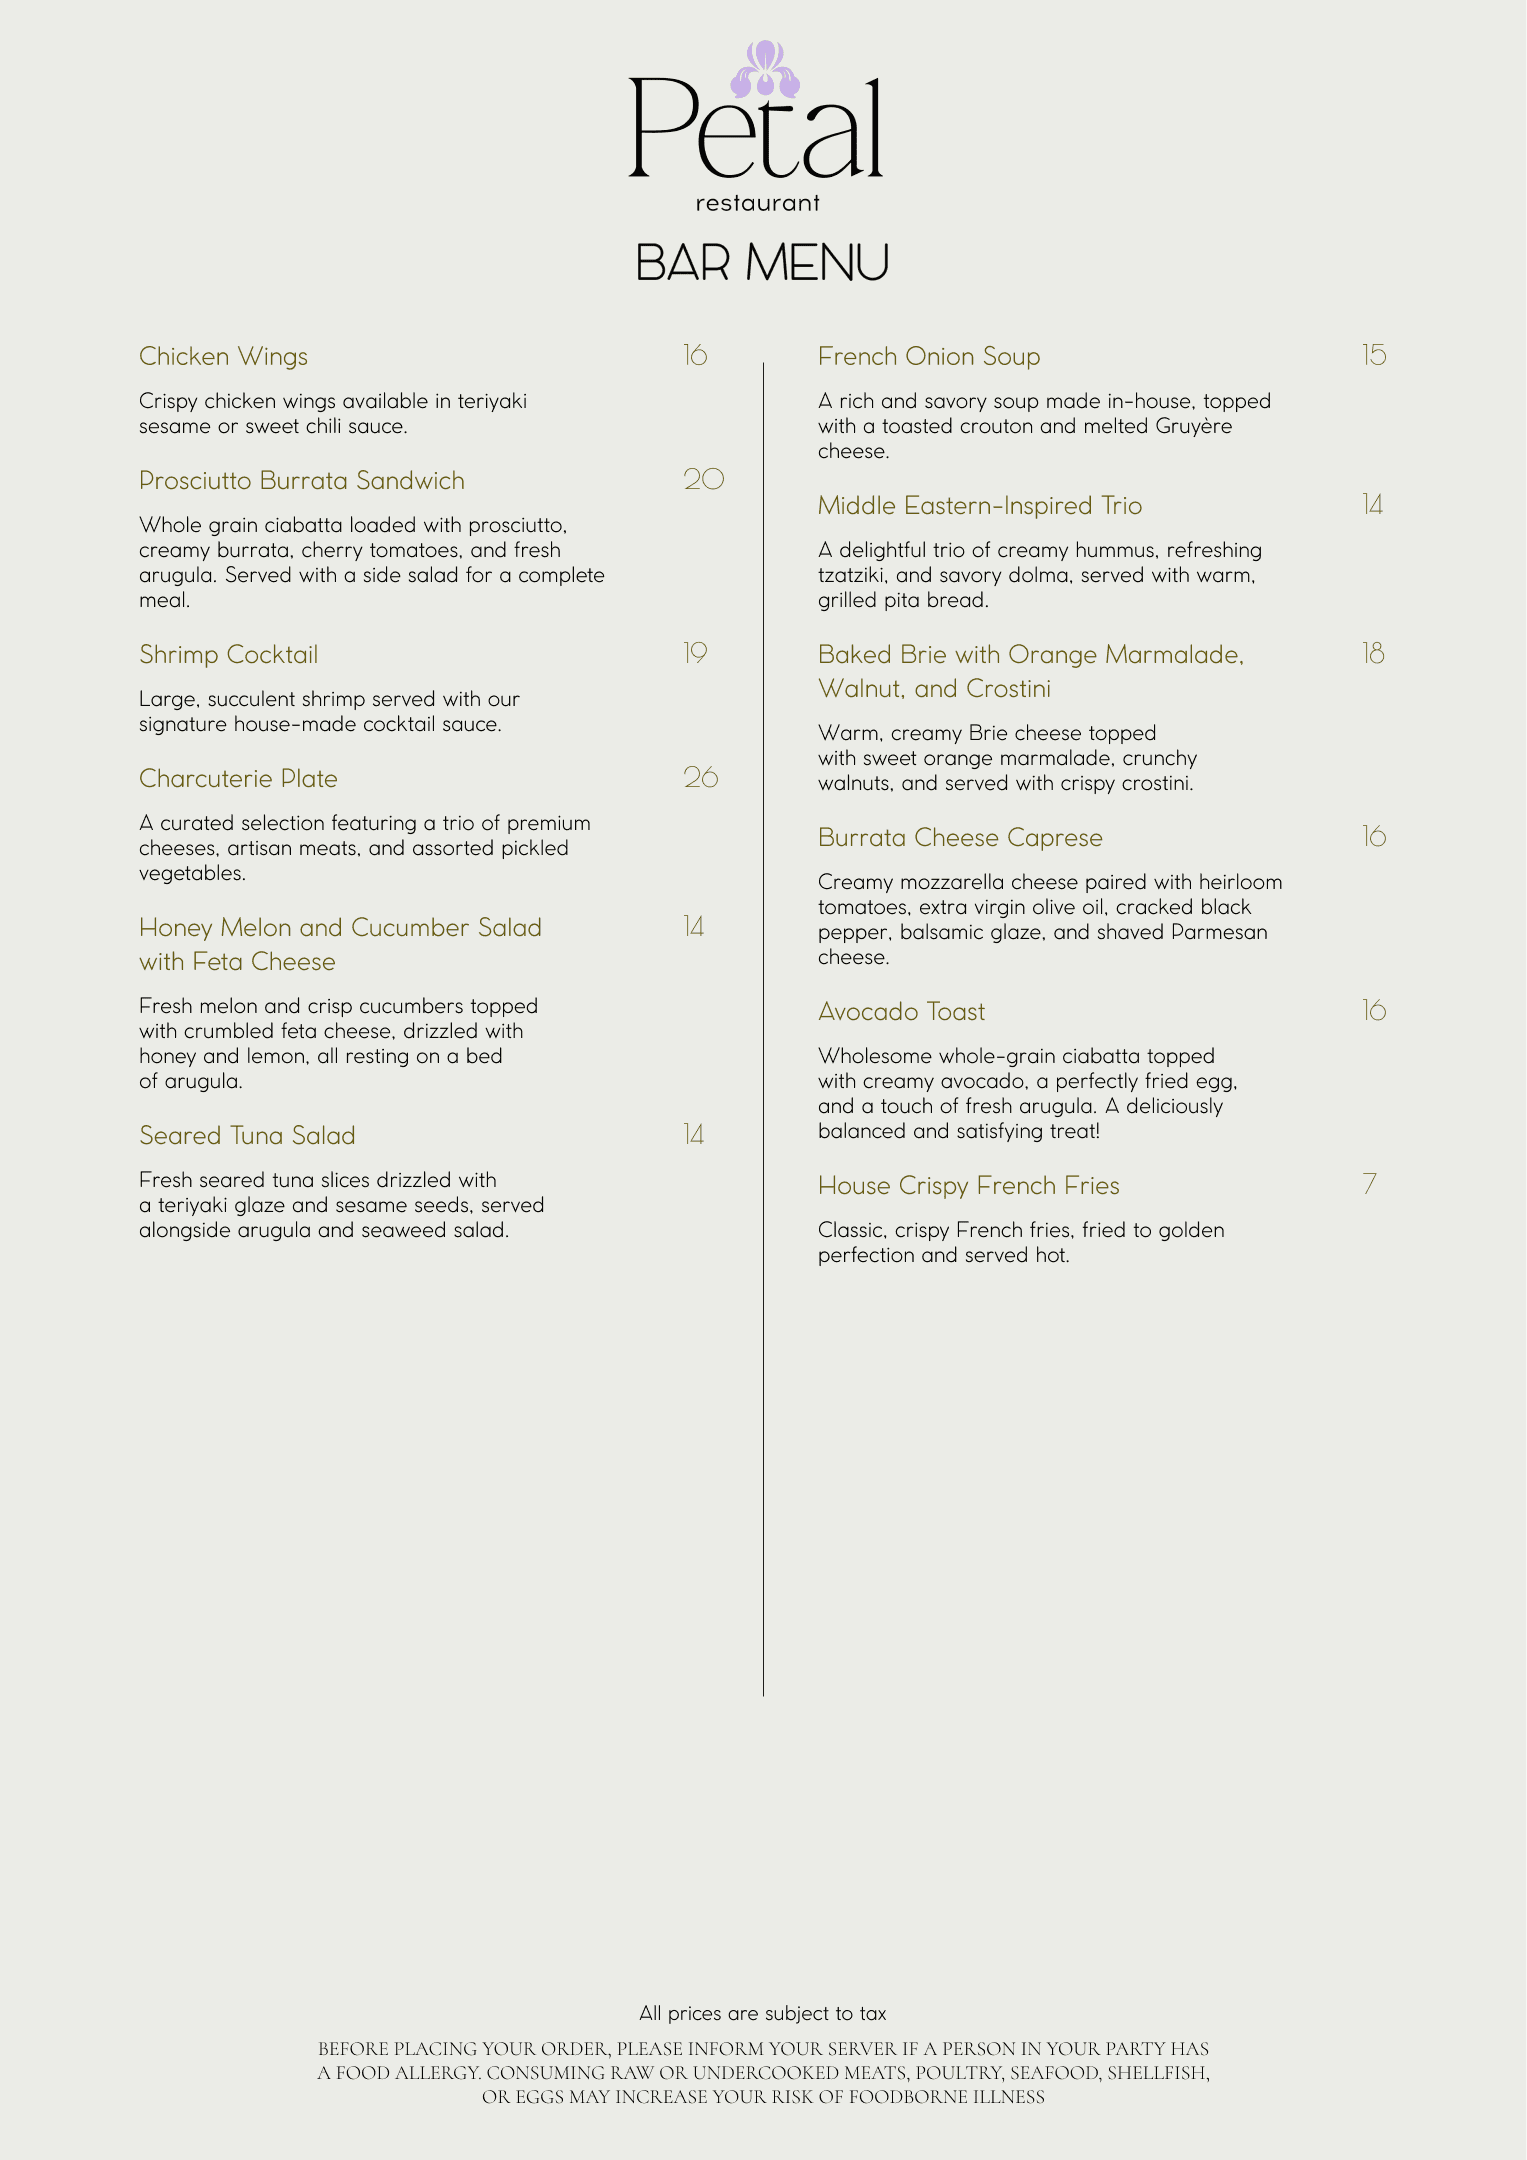 Petal
restaurant
BAR MENU
Chicken Wings 16
Crispy chicken wings available in teriyaki
sesame or sweet chili sauce.
Prosciutto Burrata Sandwich 20
Whole grain ciabatta loaded with prosciutto,
creamy burrata, cherry tomatoes, and fresh
arugula. Served with a side salad for a complete
meal.
Shrimp Cocktail 19
Large, succulent shrimp served with our
signature house-made cocktail sauce.
Charcuterie Plate 26
A curated selection featuring a trio of premium
cheeses, artisan meats, and assorted pickled
vegetables.
Honey Melon and Cucumber Salad 14
with Feta Cheese
Fresh melon and crisp cucumbers topped
with crumbled feta cheese, drizzled with
honey and lemon, all resting on a bed
of arugula.
Seared Tuna Salad 14
Fresh seared tuna slices drizzled with
a teriyaki glaze and sesame seeds, served
alongside arugula and seaweed salad.
French Onion Soup 15
A rich and savory soup made in-house, topped
with a toasted crouton and melted Gruyère
cheese.
Middle Eastern-Inspired Trio 14
A delightful trio of creamy hummus, refreshing
tzatziki, and savory dolma, served with warm,
grilled pita bread.
Baked Brie with Orange Marmalade, 18
Walnut, and Crostini
Warm, creamy Brie cheese topped
with sweet orange marmalade, crunchy
walnuts, and served with crispy crostini.
Burrata Cheese Caprese 16
Creamy mozzarella cheese paired with heirloom
tomatoes, extra virgin olive oil, cracked black
pepper, balsamic glaze, and shaved Parmesan
cheese.
Avocado Toast 16
Wholesome whole-grain ciabatta topped
with creamy avocado, a perfectly fried egg,
and a touch of fresh arugula. A deliciously
balanced and satisfying treat!
House Crispy French Fries 7
Classic, crispy French fries, fried to golden
perfection and served hot.
All prices are subject to tax
BEFORE PLACING YOUR ORDER, PLEASE INFORM YOUR SERVER IF A PERSON IN YOUR PARTY HAS
A FOOD ALLERGY. CONSUMING RAW OR UNDERCOOKED MEATS, POULTRY, SEAFOOD, SHELLFISH,
OR EGGS MAY INCREASE YOUR RISK OF FOODBORNE ILLNESS